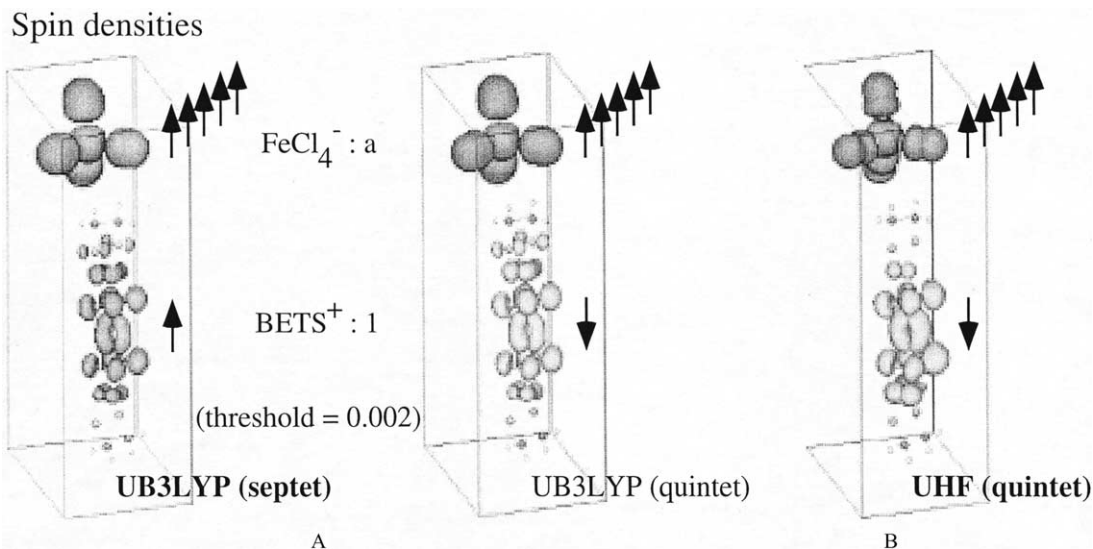 Spin densities
FeCl4- : a
BETS+ : 1
(threshold = 0.002)
UB3LYP (septet)
UB3LYP (quintet)
UHF (quintet)
A
B